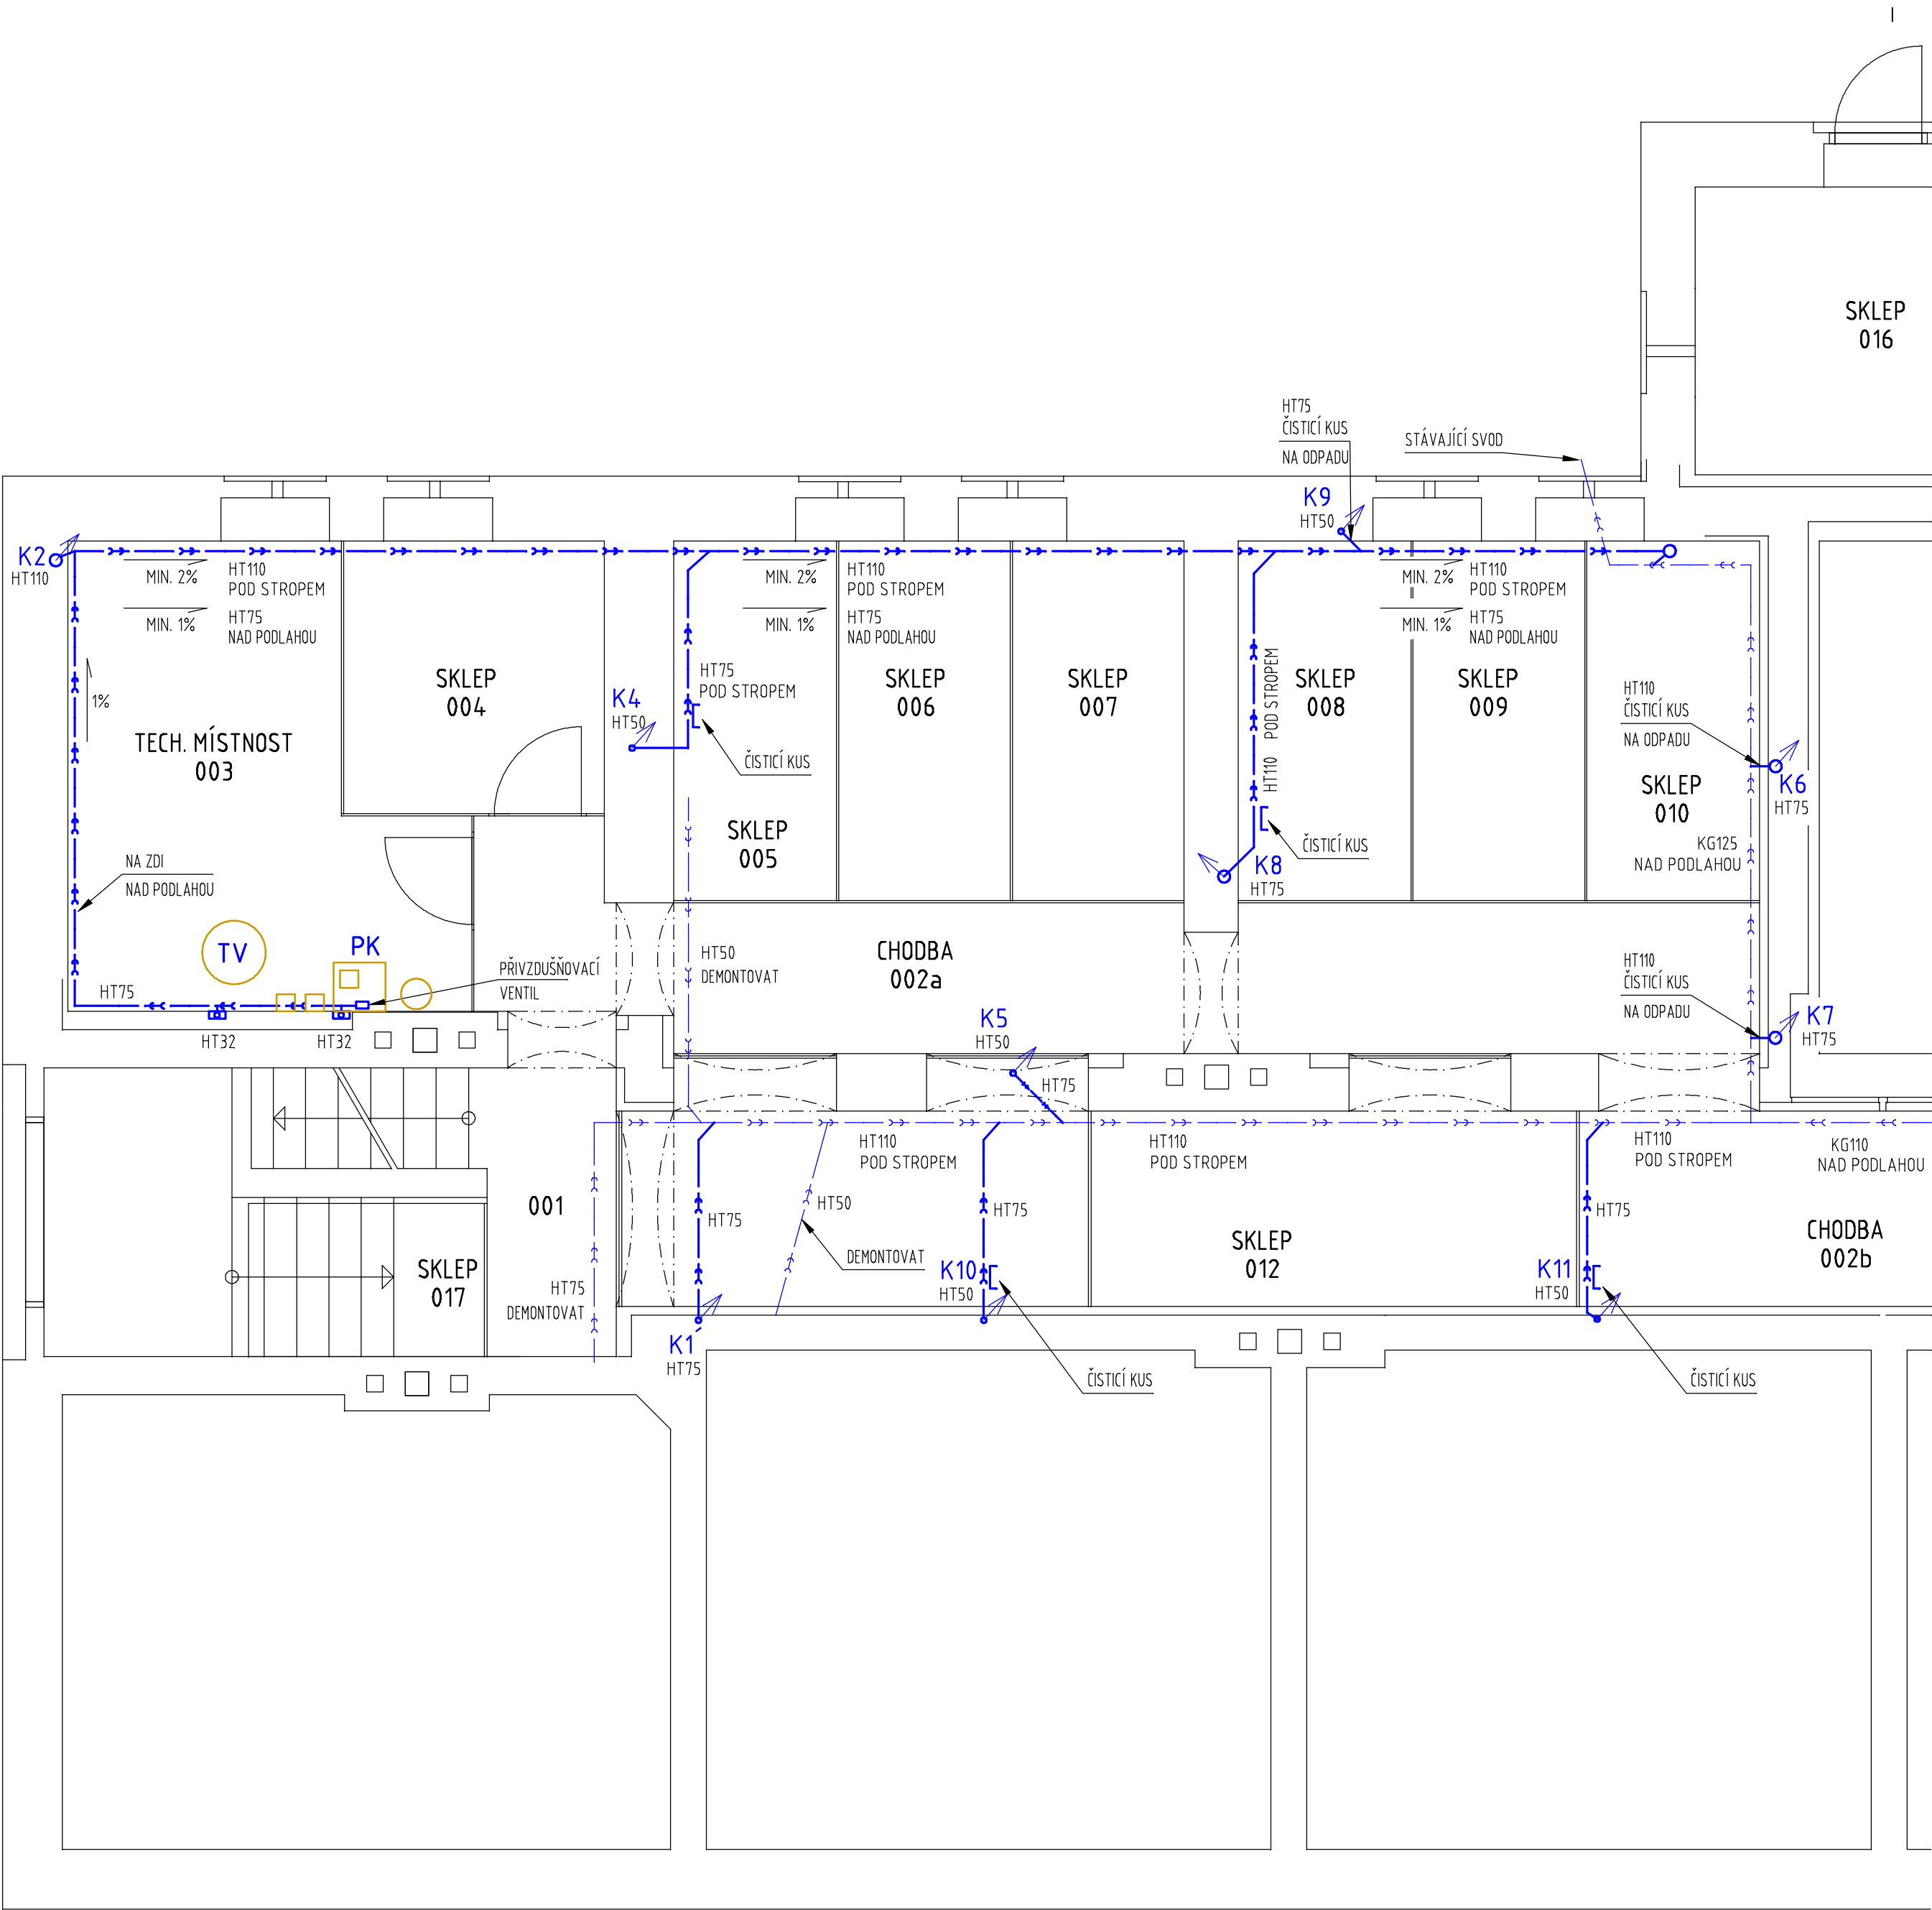 SKLEP
016
HT75
ČISTICÍ KUS
NA ODPADU
STÁVAJÍCÍ SVOD
K9
HT50
K2
HT110
MIN. 2%
HT110
POD STROPEM
MIN. 1%
HT75
NAD PODLAHOU
MIN. 2%
HT110
POD STROPEM
MIN. 1%
HT75
NAD PODLAHOU
MIN. 2%
HT110
POD STROPEM
MIN. 1%
HT75
NAD PODLAHOU
1%
TECH. MÍSTNOST
003
SKLEP
004
K4
HT50
HT75
POD STROPEM
ČISTICÍ KUS
SKLEP
005
SKLEP
006
SKLEP
007
HT110 POD STROPEM
SKLEP
008
SKLEP
009
HT110
ČISTICÍ KUS
NA ODPADU
SKLEP
010
K6
HT75
KG125
NAD PODLAHOU
ČISTICÍ KUS
K8
HT75
NA ZDI
NAD PODLAHOU
TV
PK
PŘIVZDUŠŇOVACÍ
VENTIL
HT75
HT32
HT32
HT50
DEMONTOVAT
CHODBA
002a
K5
HT50
HT75
HT110
ČISTICÍ KUS
NA ODPADU
K7
HT75
HT110
POD STROPEM
HT110
POD STROPEM
HT110
POD STROPEM
KG110
NAD PODLAHOU
001
HT75
HT50
DEMONTOVAT
HT75
HT75
SKLEP
017
HT75
DEMONTOVAT
K10
HT50
SKLEP
012
K11
HT50
CHODBA
002b
K1
HT75
ČISTICÍ KUS
ČISTICÍ KUS